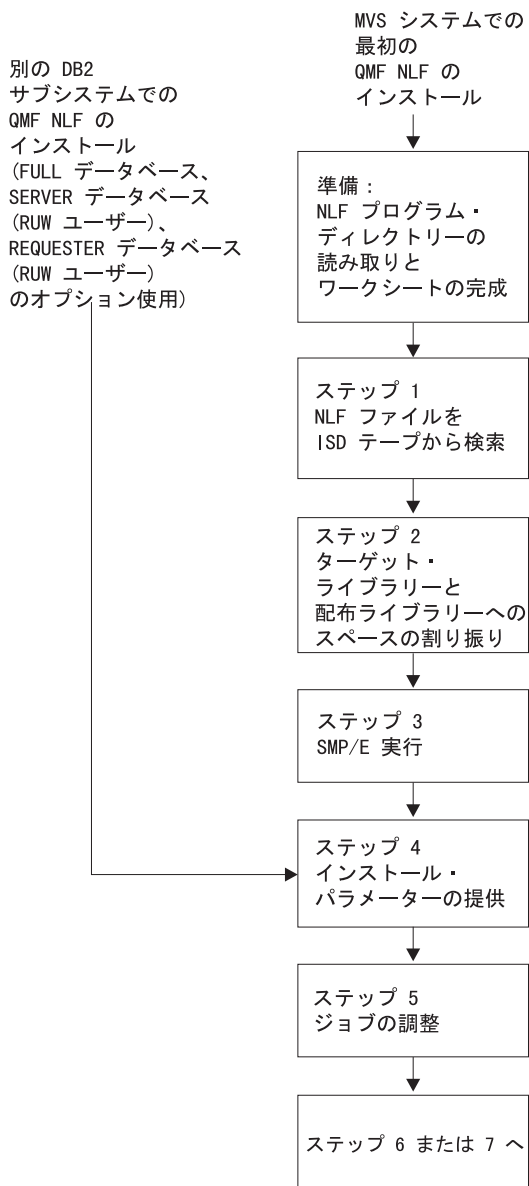 別の DB2
サブシステムでの
QMF NLF の
インストール
(FULL データベース、
SERVER データベース
(RUW ユーザー)、
REQUESTER データベース
(RUW ユーザー)
のオプション使用)
MVS システムでの
最初の
QMF NLF の
インストール
準備：
NLF プログラム・
ディレクトリーの
読み取りと
ワークシートの完成
ステップ 1
NLF ファイルを
ISD テープから検索
ステップ 2
ターゲット・
ライブラリーと
配布ライブラリーへの
スペースの割り振り
ステップ 3
SMP/E 実行
ステップ 4
インストール・
パラメーターの提供
ステップ 5
ジョブの調整
ステップ 6 または 7 へ